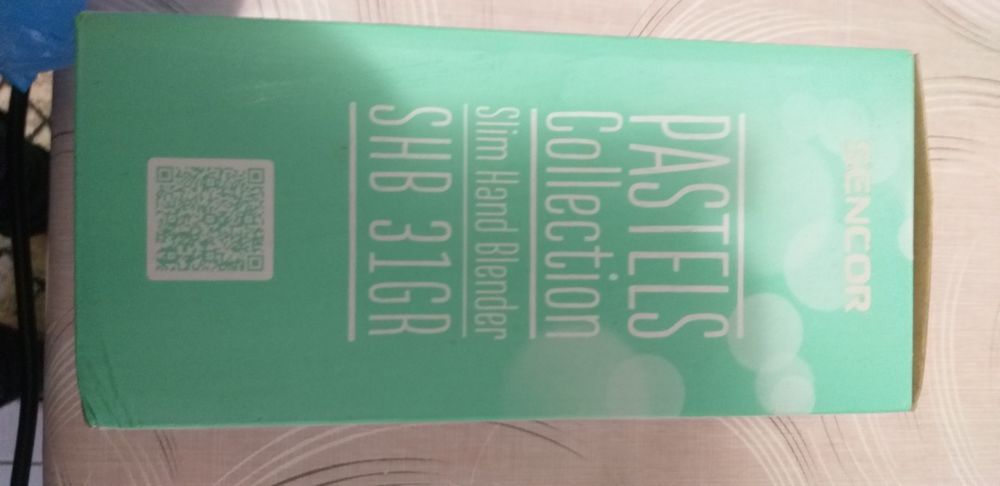 SENCOR
PASTELS
Collection
Slim Hand Blender
SHB 31GR